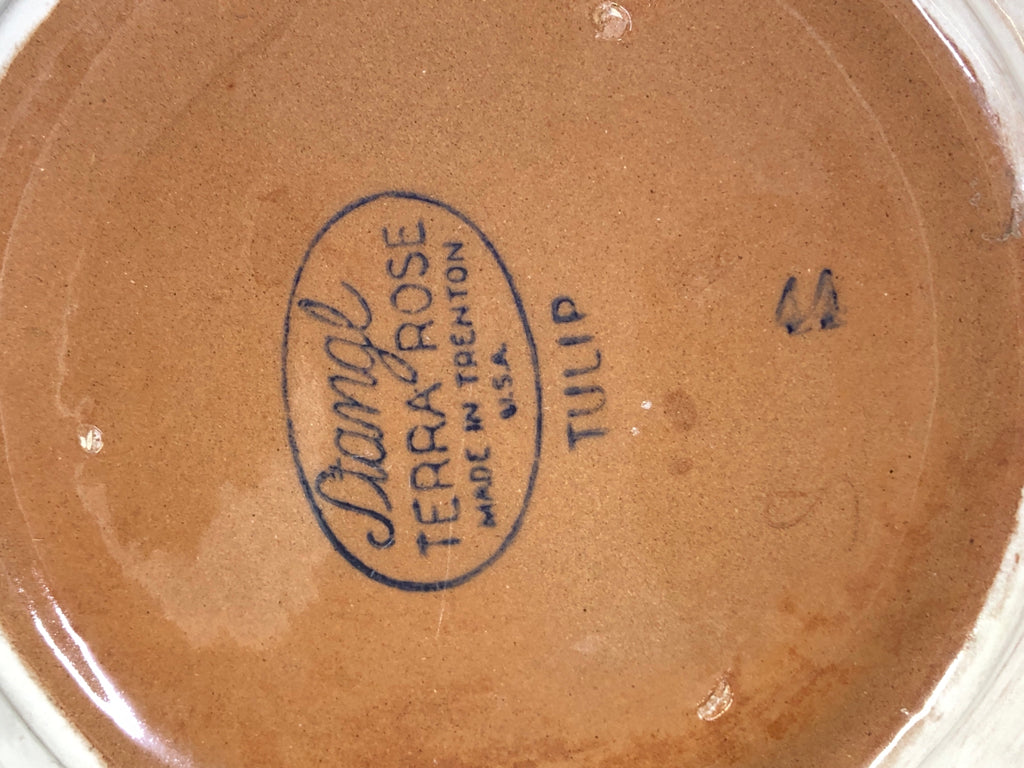 Stangl
TERRA ROSE
MADE IN TRENTON
U.S.A.
TULIP